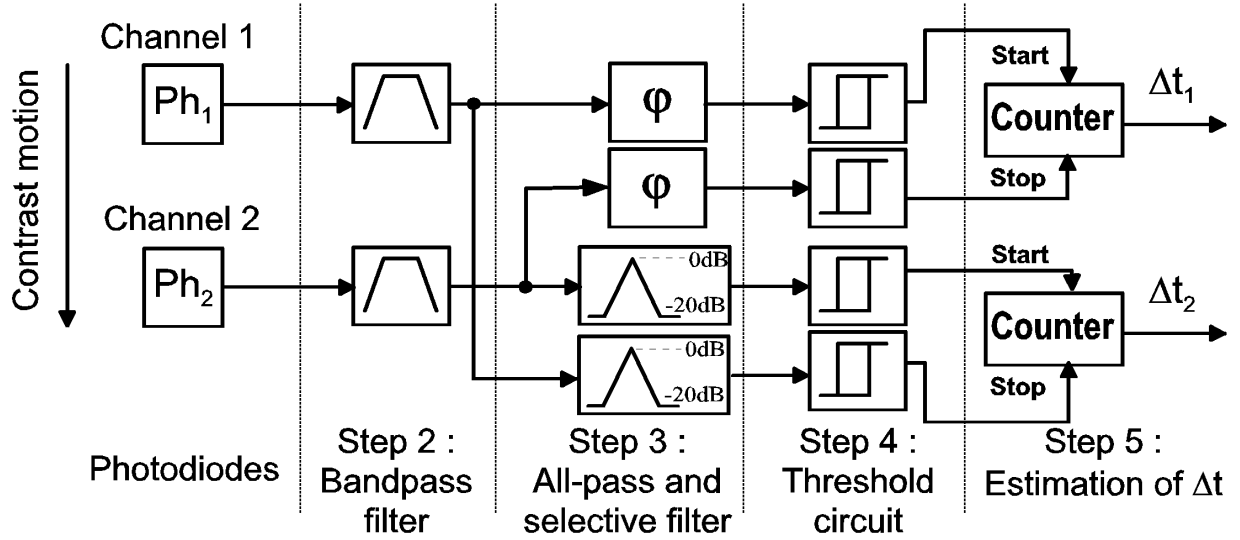 Channel 1
Contrast motion
Ph1
φ
Start
Counter
Δt1
Stop
φ
Channel 2
Ph2
0dB
-20dB
Start
Counter
Δt2
Stop
0dB
-20dB
Photodiodes
Step 2 :
Bandpass
filter
Step 3 :
All-pass and
selective filter
Step 4 :
Threshold
circuit
Step 5 :
Estimation of Δt